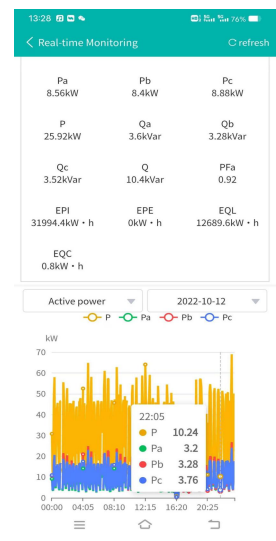 13:28 76%
Real-time Monitoring refresh
Pa Pb Pc
8.56kW 8.4kW 8.88kW
P Qa Qb
25.92kW 3.6kVar 3.28kVar
Qc Q PFa
3.52kVar 10.4kVar 0.92
EPI EPE EQL
31994.4kW·h 0kW·h 12689.6kW·h
EQC
0.8kW·h
Active power 2022-10-12
P Pa Pb Pc
kW
70
60
50
40
30
20
10
0
22:05
P 10.24
Pa 3.2
Pb 3.28
Pc 3.76
00:00 04:05 08:10 12:15 16:20 20:25